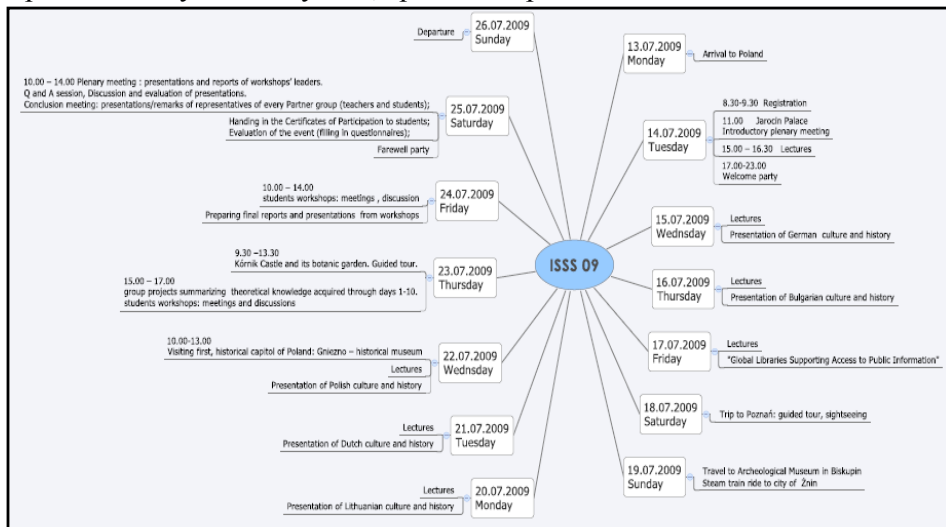 ISSS 09
13.07.2009
Monday
Arrival to Poland
14.07.2009
Tuesday
8.30-9.30 Registration
11.00 Jarocin Palace
Introductory plenary meeting
15.00 – 16.30 Lectures
17.00-23.00
Welcome party
15.07.2009
Wednsday
Lectures
Presentation of German culture and history
16.07.2009
Thursday
Lectures
Presentation of Bulgarian culture and history
17.07.2009
Friday
Lectures
"Global Libraries Supporting Access to Public Information"
18.07.2009
Saturday
Trip to Poznań: guided tour, sightseeing
19.07.2009
Sunday
Travel to Archeological Museum in Biskupin
Steam train ride to city of Żnin
20.07.2009
Monday
Lectures
Presentation of Lithuanian culture and history
21.07.2009
Tuesday
Lectures
Presentation of Dutch culture and history
22.07.2009
Wednsday
10.00-13.00
Visiting first, historical capitol of Poland: Gniezno – historical museum
Lectures
Presentation of Polish culture and history
23.07.2009
Thursday
9.30 –13.30
Kórnik Castle and its botanic garden. Guided tour.
15.00 – 17.00
group projects summarizing theoretical knowledge acquired through days 1-10.
students workshops: meetings and discussions
24.07.2009
Friday
10.00 – 14.00
students workshops: meetings , discussion
Preparing final reports and presentations from workshops
25.07.2009
Saturday
10.00 – 14.00 Plenary meeting : presentations and reports of workshops' leaders.
Q and A session, Discussion and evaluation of presentations.
Conclusion meeting: presentations/remarks of representatives of every Partner group (teachers and students);
Handing in the Certificates of Participation to students;
Evaluation of the event (filling in questionnaires);
Farewell party
26.07.2009
Sunday
Departure